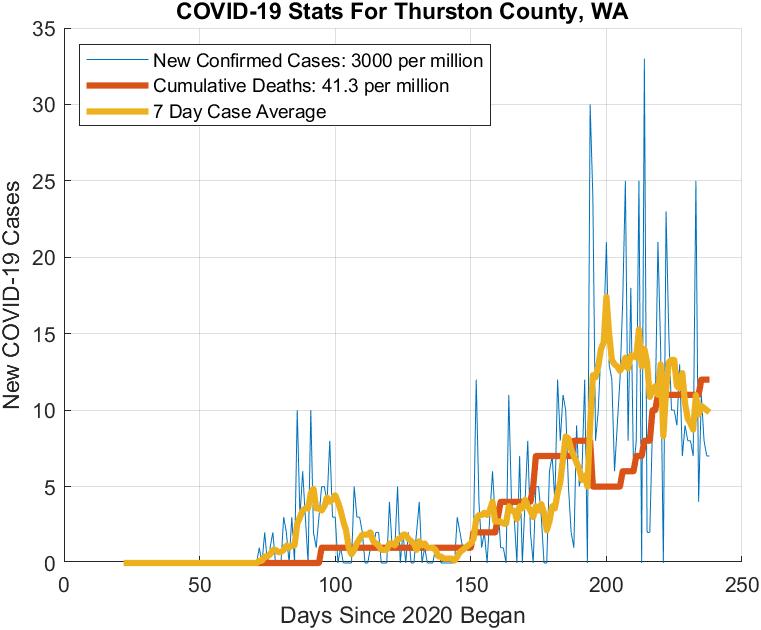 COVID-19 Stats For Thurston County, WA
New Confirmed Cases: 3000 per million
Cumulative Deaths: 41.3 per million
7 Day Case Average
New COVID-19 Cases
35
30
25
20
15
10
5
0
0 50 100 150 200 250
Days Since 2020 Began